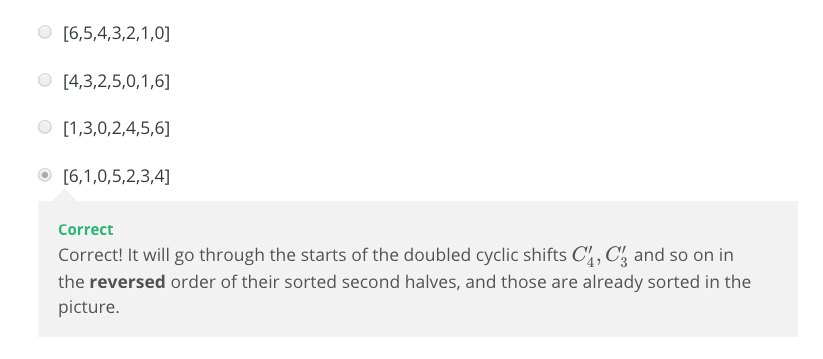 [6,5,4,3,2,1,0]
[4,3,2,5,0,1,6]
[1,3,0,2,4,5,6]
[6,1,0,5,2,3,4]
Correct
Correct! It will go through the starts of the doubled cyclic shifts C′₄, C′₃ and so on in
the reversed order of their sorted second halves, and those are already sorted in the
picture.